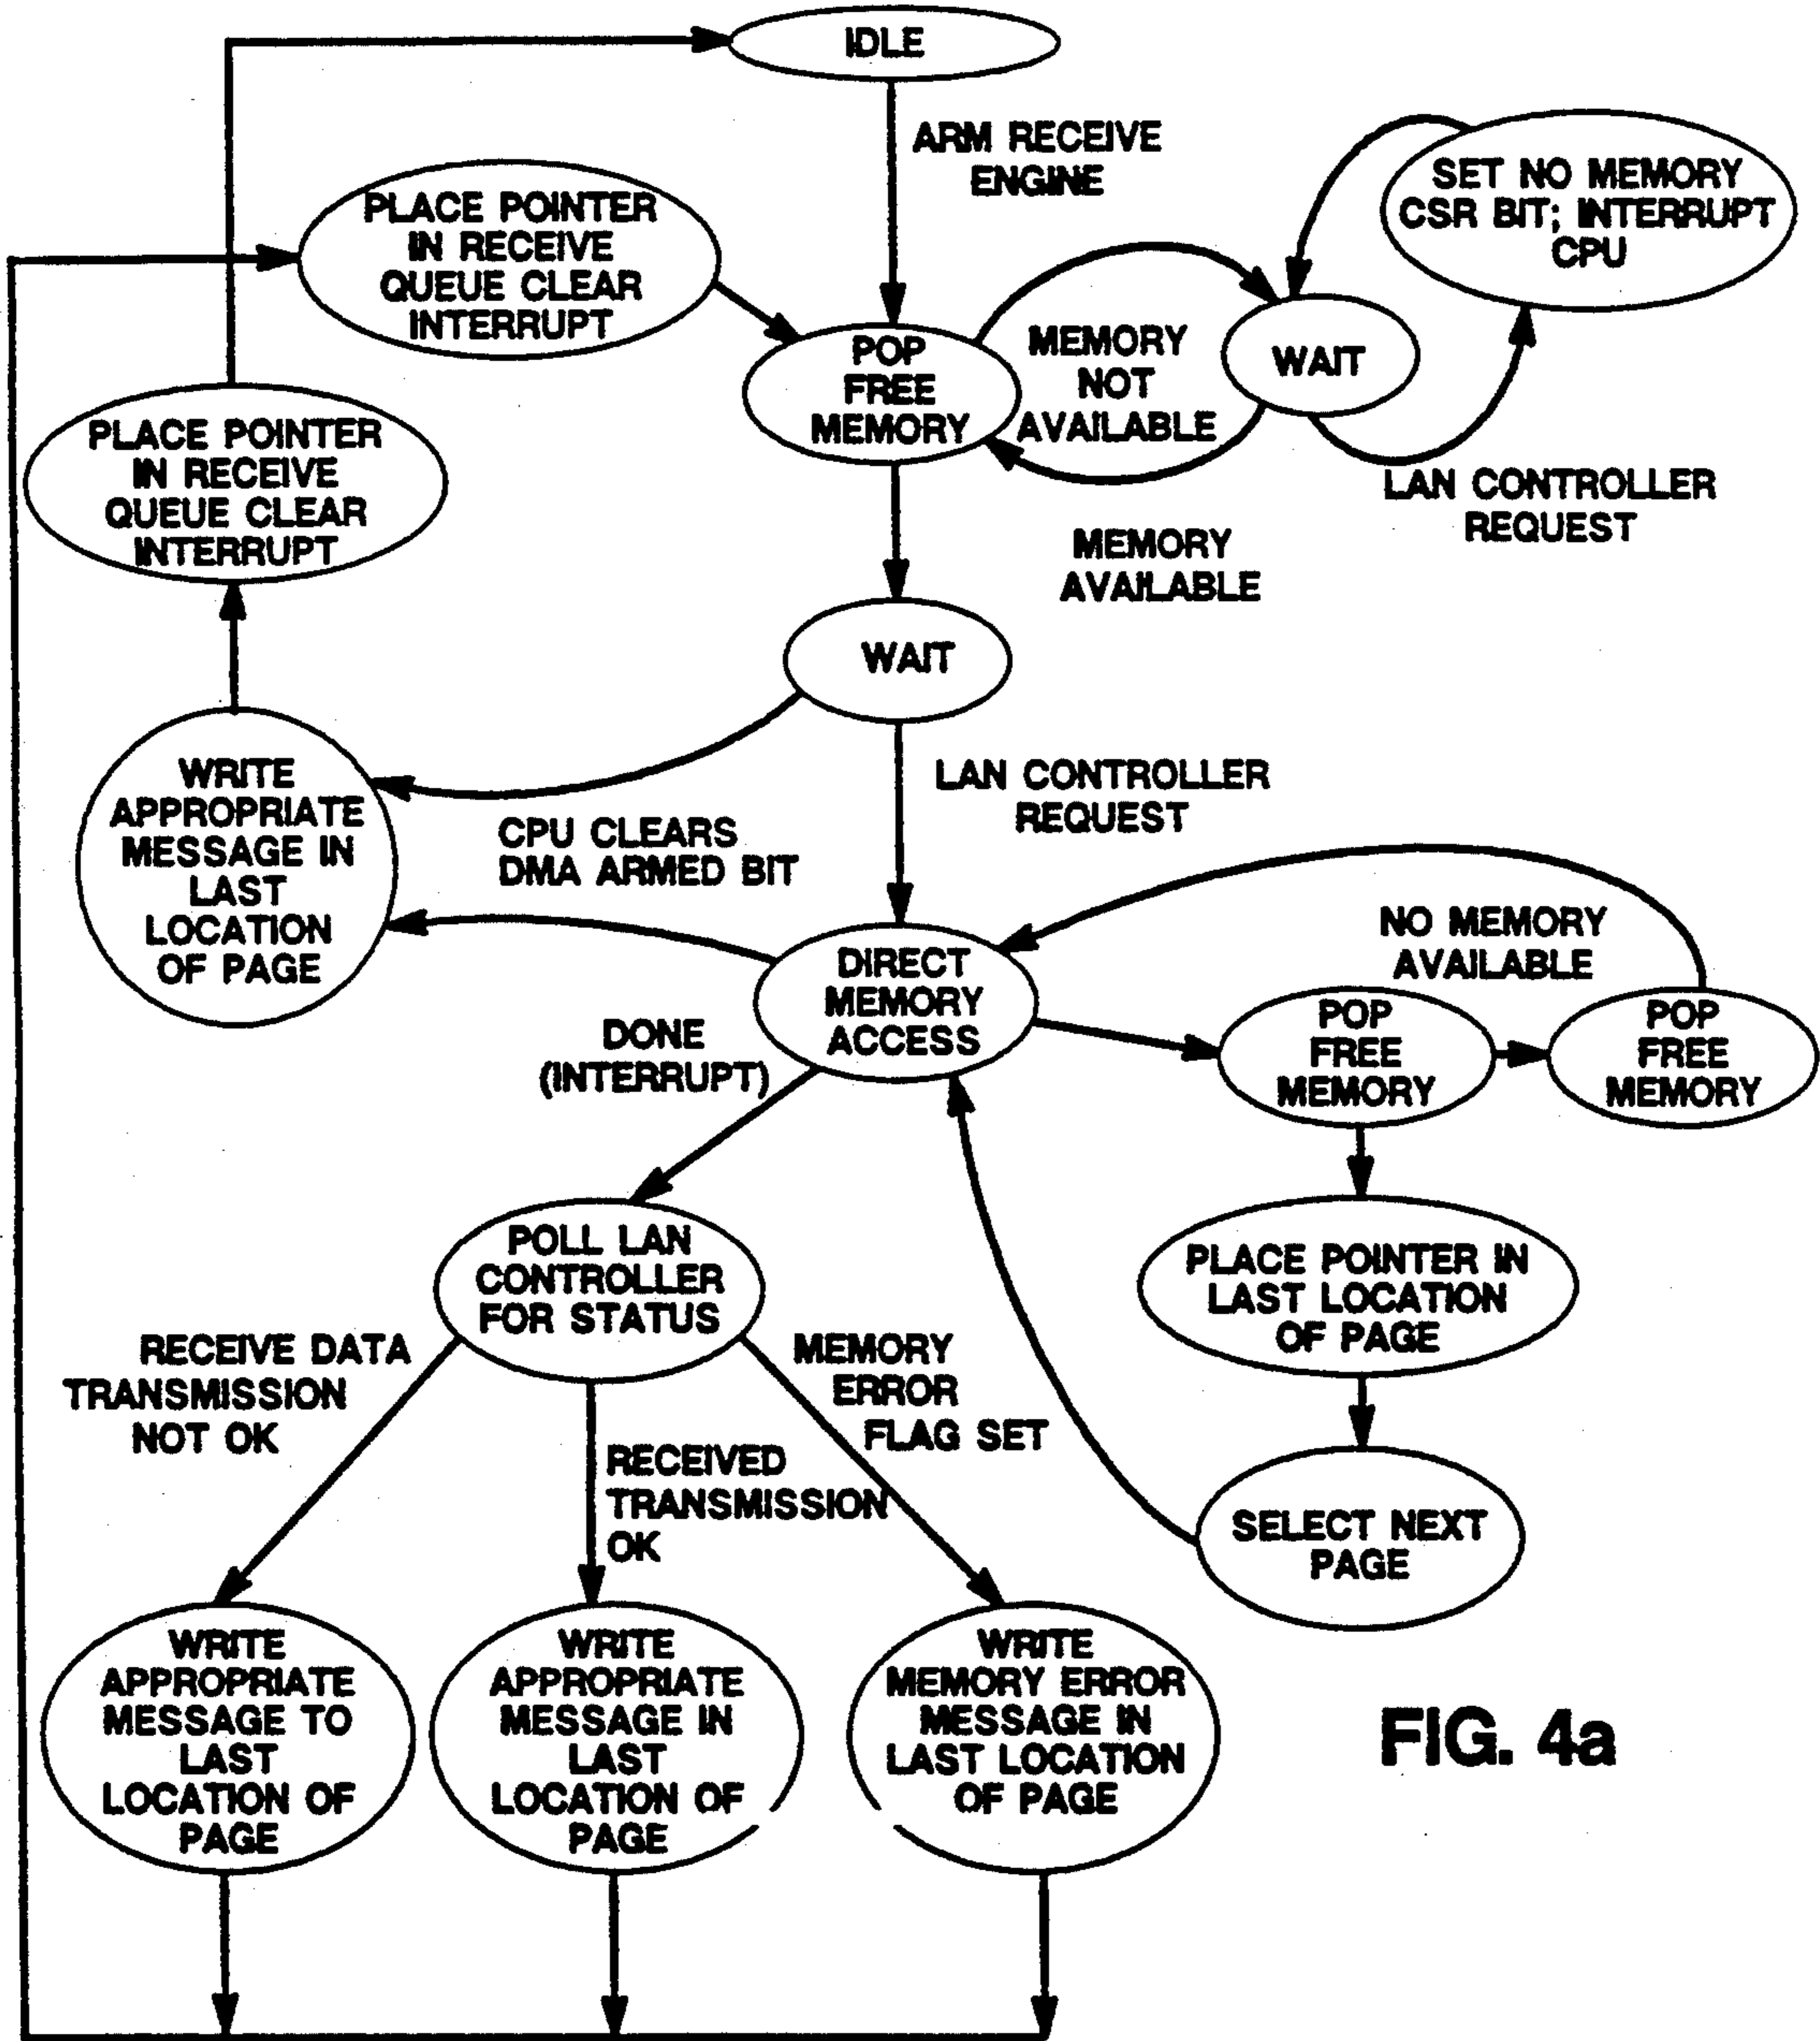 IDLE
ARM RECEIVE
ENGINE
SET NO MEMORY
CSR BIT; INTERRUPT
CPU
PLACE POINTER
IN RECEIVE
QUEUE CLEAR
INTERRUPT
POP
FREE
MEMORY
MEMORY
NOT
AVAILABLE
WAIT
LAN CONTROLLER
REQUEST
PLACE POINTER
IN RECEIVE
QUEUE CLEAR
INTERRUPT
MEMORY
AVAILABLE
WAIT
LAN CONTROLLER
REQUEST
WRITE
APPROPRIATE
MESSAGE IN
LAST
LOCATION
OF PAGE
CPU CLEARS
DMA ARMED BIT
NO MEMORY
AVAILABLE
DIRECT
MEMORY
ACCESS
POP
FREE
MEMORY
POP
FREE
MEMORY
DONE
(INTERRUPT)
POLL LAN
CONTROLLER
FOR STATUS
PLACE POINTER IN
LAST LOCATION
OF PAGE
RECEIVE DATA
TRANSMISSION
NOT OK
RECEIVED
TRANSMISSION
OK
MEMORY
ERROR
FLAG SET
SELECT NEXT
PAGE
WRITE
APPROPRIATE
MESSAGE TO
LAST
LOCATION OF
PAGE
WRITE
APPROPRIATE
MESSAGE IN
LAST
LOCATION OF
PAGE
WRITE
MEMORY ERROR
MESSAGE IN
LAST LOCATION
OF PAGE
FIG. 4a